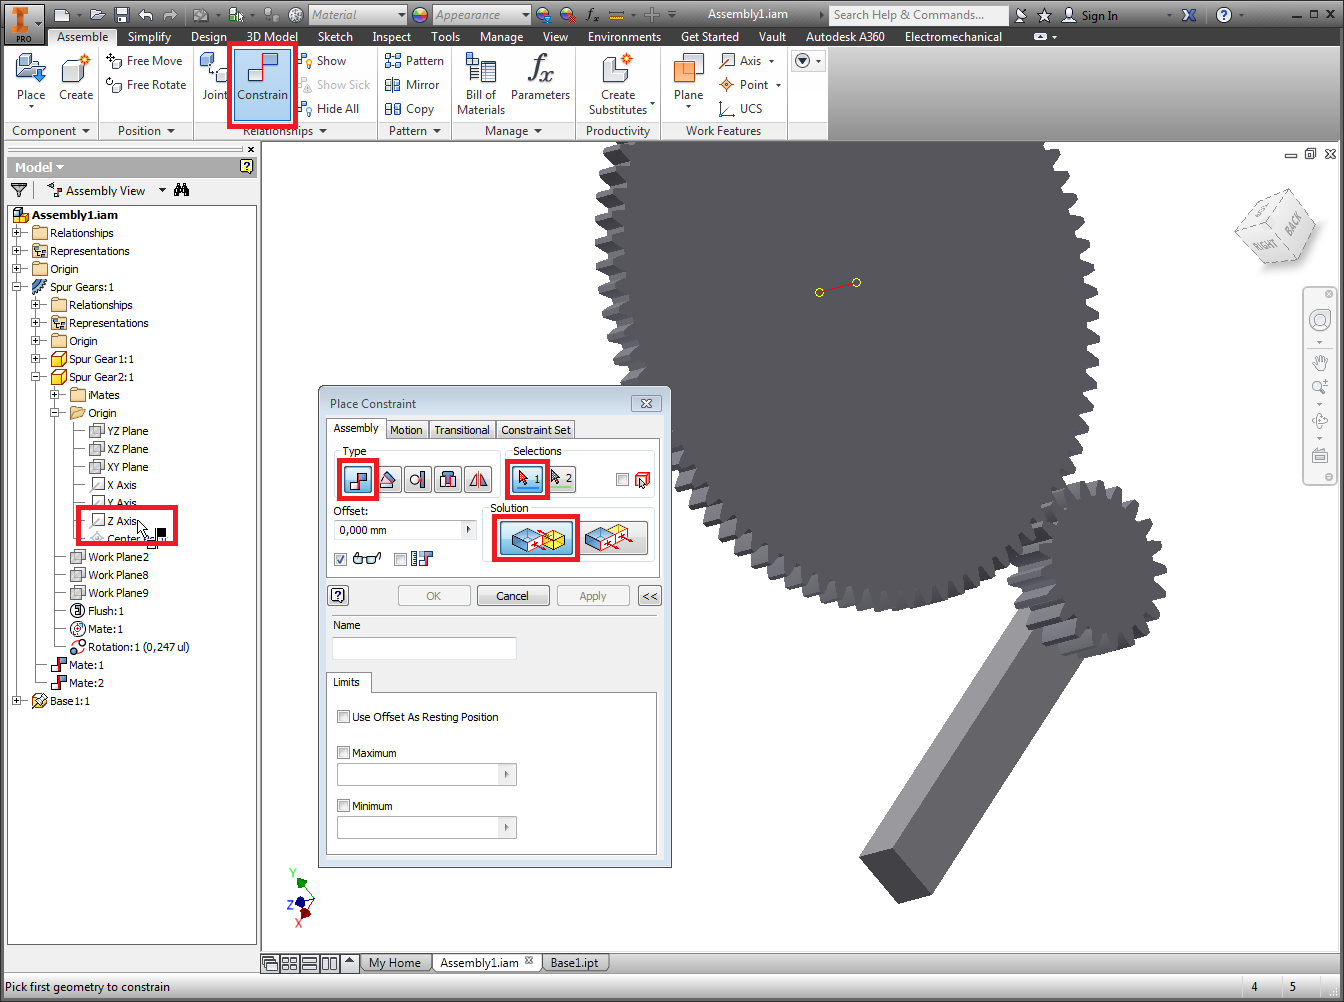 Material
Appearance
fx
Assembly1.iam
Search Help & Commands...
Sign In
PRO
Assemble
Simplify
Design
3D Model
Sketch
Inspect
Tools
Manage
View
Environments
Get Started
Vault
Autodesk A360
Electromechanical
Place
Create
Free Move
Free Rotate
Joint
Constrain
Show
Show Sick
Hide All
Pattern
Mirror
Copy
Bill of
Materials
fx
Parameters
Create
Substitutes
Plane
Axis
Point
UCS
Component
Position
Relationships
Pattern
Manage
Productivity
Work Features
Model
Assembly View
Assembly1.iam
Relationships
Representations
Origin
Spur Gears:1
Relationships
Representations
Origin
Spur Gear1:1
Spur Gear2:1
iMates
Origin
YZ Plane
XZ Plane
XY Plane
X Axis
Y Axis
Z Axis
Center
Work Plane2
Work Plane8
Work Plane9
Flush:1
Mate:1
Rotation:1 (0,247 ul)
Mate:1
Mate:2
Base1:1
RIGHT
BACK
Place Constraint
Assembly
Motion
Transitional
Constraint Set
Type
Selections
1
2
Offset:
0,000 mm
Solution
OK
Cancel
Apply
<<
Name
Limits
Use Offset As Resting Position
Maximum
Minimum
Y
Z
X
My Home
Assembly1.iam
Base1.ipt
Pick first geometry to constrain
4
5